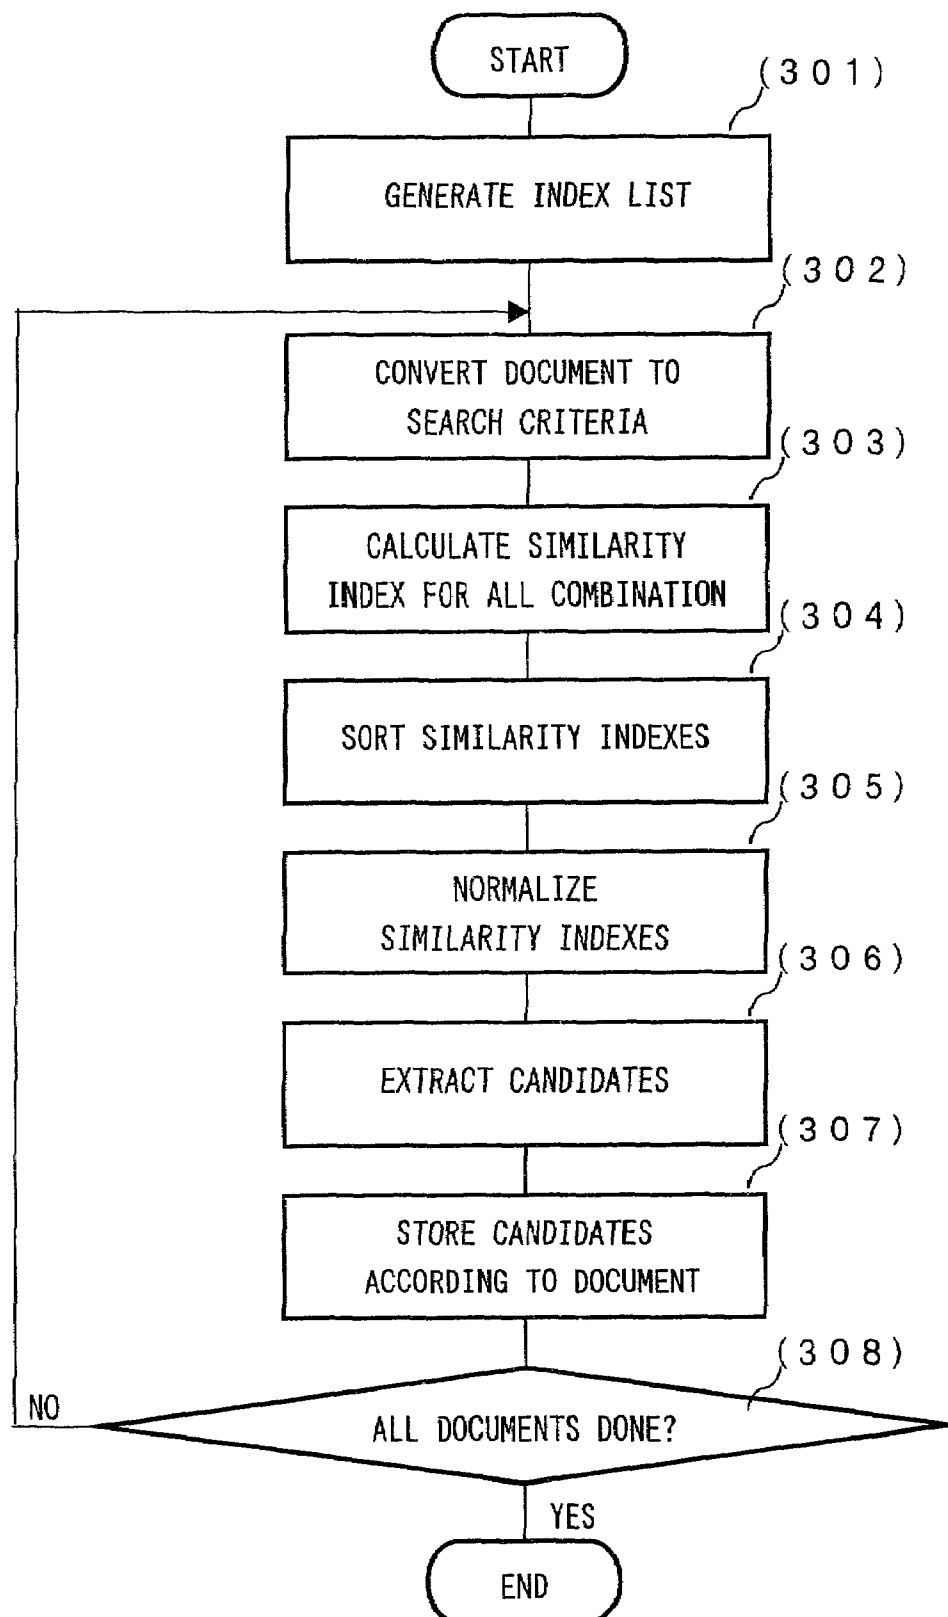 START
(301)
GENERATE INDEX LIST
(302)
CONVERT DOCUMENT TO
SEARCH CRITERIA
(303)
CALCULATE SIMILARITY
INDEX FOR ALL COMBINATION
(304)
SORT SIMILARITY INDEXES
(305)
NORMALIZE
SIMILARITY INDEXES
(306)
EXTRACT CANDIDATES
(307)
STORE CANDIDATES
ACCORDING TO DOCUMENT
(308)
NO
ALL DOCUMENTS DONE?
YES
END